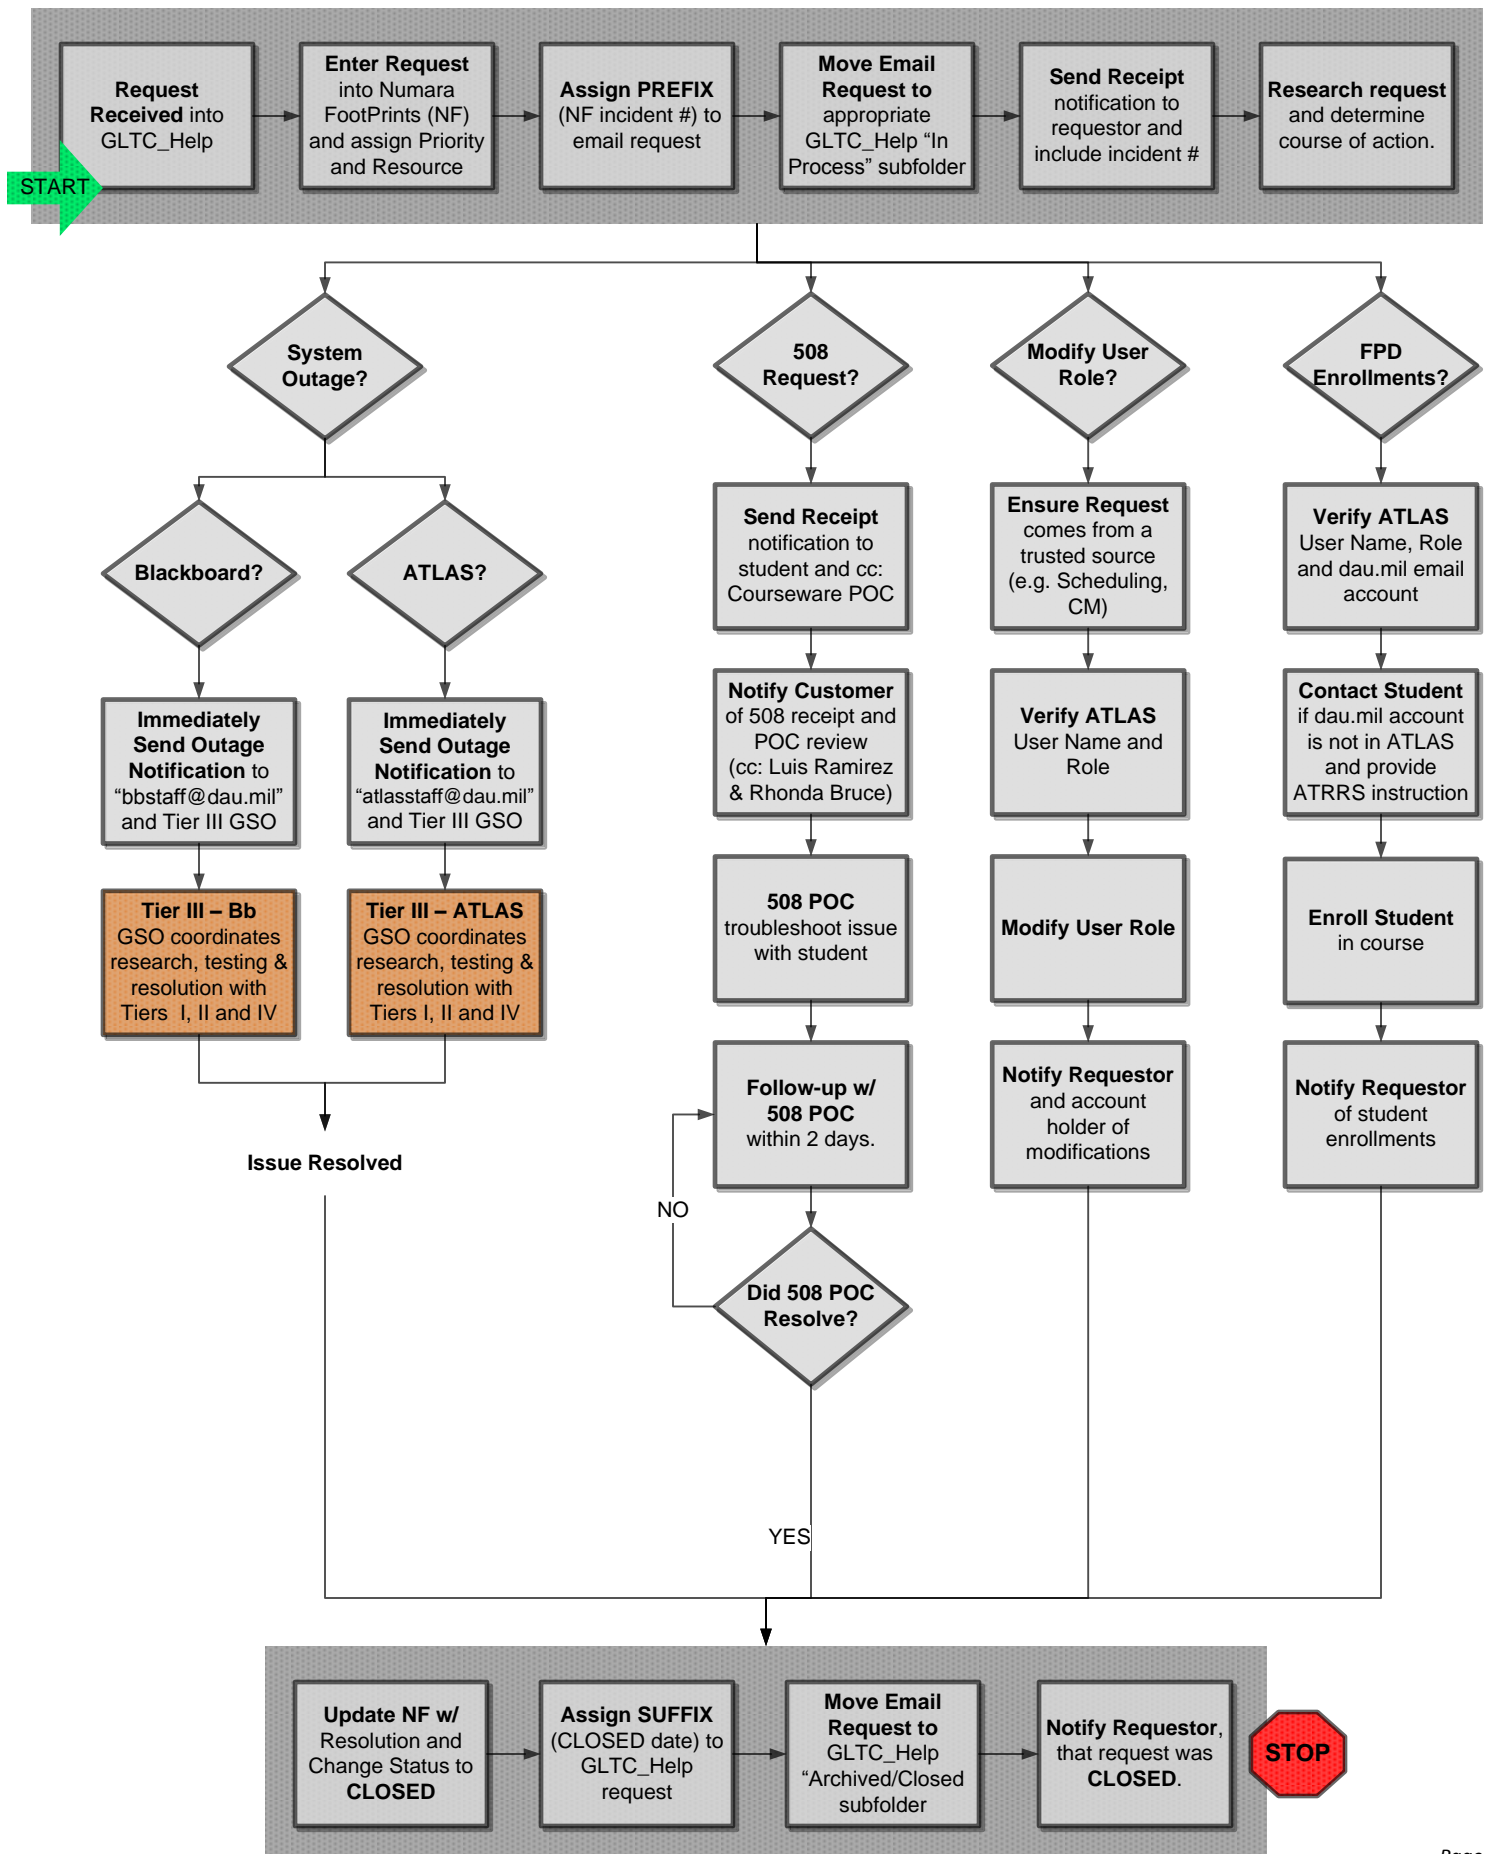 START
Request
Received into
GLTC_Help
Enter Request
into Numara
FootPrints (NF)
and assign Priority
and Resource
Assign PREFIX
(NF incident #) to
email request
Move Email
Request to
appropriate
GLTC_Help “In
Process” subfolder
Send Receipt
notification to
requestor and
include incident #
Research request
and determine
course of action.
System
Outage?
508
Request?
Modify User
Role?
FPD
Enrollments?
Blackboard?
ATLAS?
Immediately
Send Outage
Notification to
“bbstaff@dau.mil”
and Tier III GSO
Immediately
Send Outage
Notification to
“atlasstaff@dau.mil”
and Tier III GSO
Tier III – Bb
GSO coordinates
research, testing &
resolution with
Tiers I, II and IV
Tier III – ATLAS
GSO coordinates
research, testing &
resolution with
Tiers I, II and IV
Issue Resolved
Send Receipt
notification to
student and cc:
Courseware POC
Notify Customer
of 508 receipt and
POC review
(cc: Luis Ramirez
& Rhonda Bruce)
508 POC
troubleshoot issue
with student
Follow-up w/
508 POC
within 2 days.
NO
Did 508 POC
Resolve?
YES
Ensure Request
comes from a
trusted source
(e.g. Scheduling,
CM)
Verify ATLAS
User Name and
Role
Modify User Role
Notify Requestor
and account
holder of
modifications
Verify ATLAS
User Name, Role
and dau.mil email
account
Contact Student
if dau.mil account
is not in ATLAS
and provide
ATRRS instruction
Enroll Student
in course
Notify Requestor
of student
enrollments
Update NF w/
Resolution and
Change Status to
CLOSED
Assign SUFFIX
(CLOSED date) to
GLTC_Help
request
Move Email
Request to
GLTC_Help
“Archived/Closed
subfolder
Notify Requestor,
that request was
CLOSED.
STOP